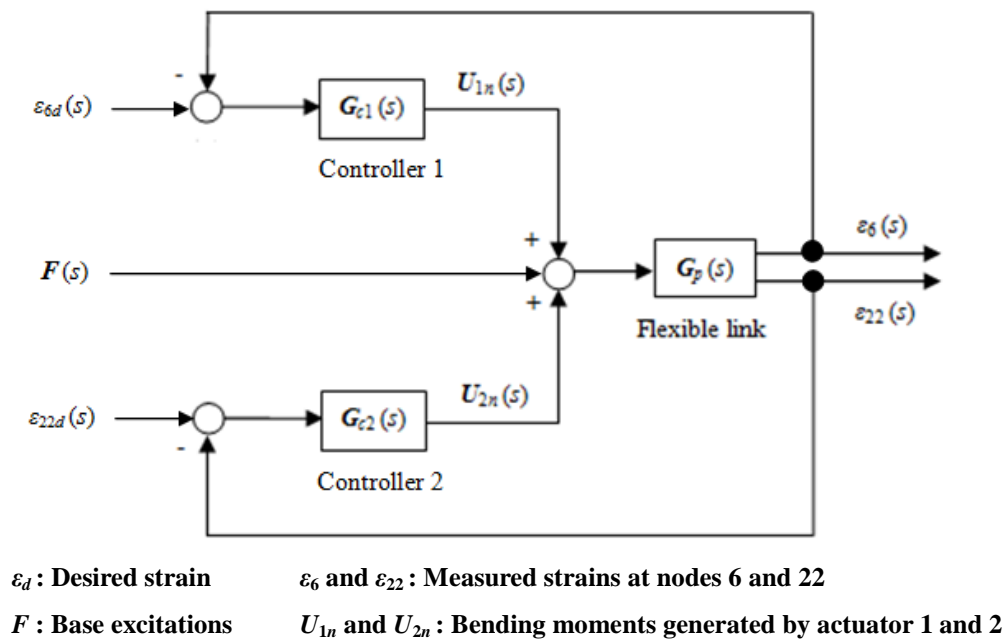 -
ε6d(s)
Gc1(s)
U1n(s)
Controller 1
+
F(s)
Gp(s)
ε6(s)
+
ε22(s)
Flexible link
ε22d(s)
-
Gc2(s)
U2n(s)
Controller 2
εd : Desired strain ε6 and ε22 : Measured strains at nodes 6 and 22
F : Base excitations U1n and U2n : Bending moments generated by actuator 1 and 2